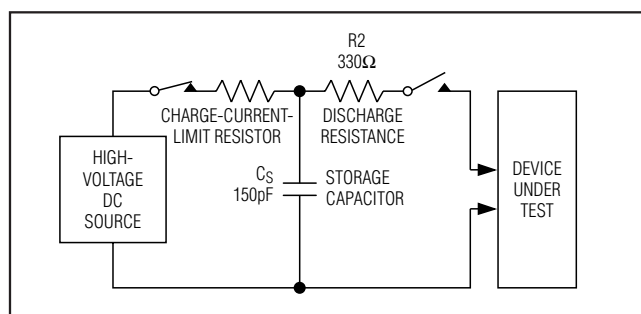 R2
330Ω
CHARGE-CURRENT-
LIMIT RESISTOR
DISCHARGE
RESISTANCE
HIGH-
VOLTAGE
DC
SOURCE
CS
150pF
STORAGE
CAPACITOR
DEVICE
UNDER
TEST